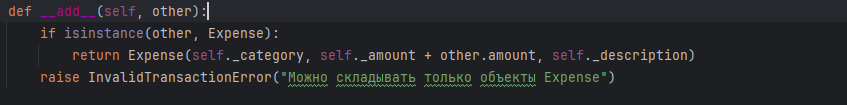 def __add__(self, other):
    if isinstance(other, Expense):
        return Expense(self._category, self._amount + other.amount, self._description)
    raise InvalidTransactionError("Можно складывать только объекты Expense")